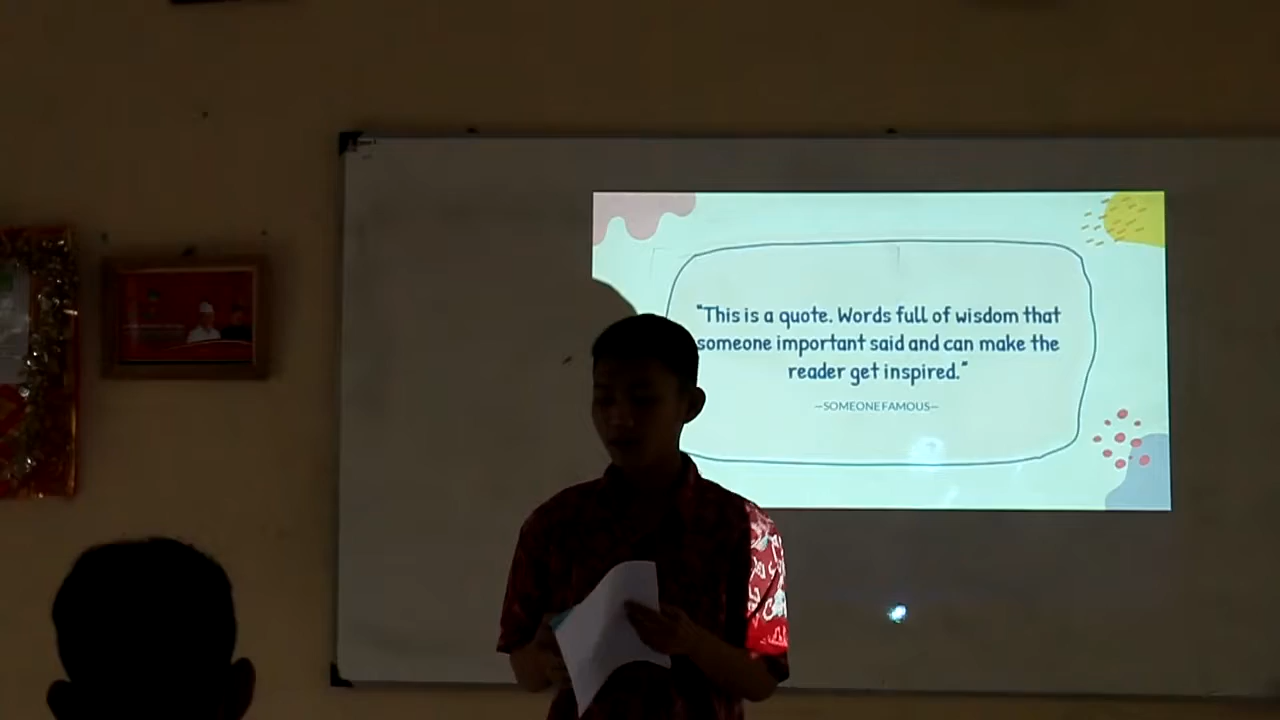 “This is a quote. Words full of wisdom that
someone important said and can make the
reader get inspired.”
—SOMEONE FAMOUS—